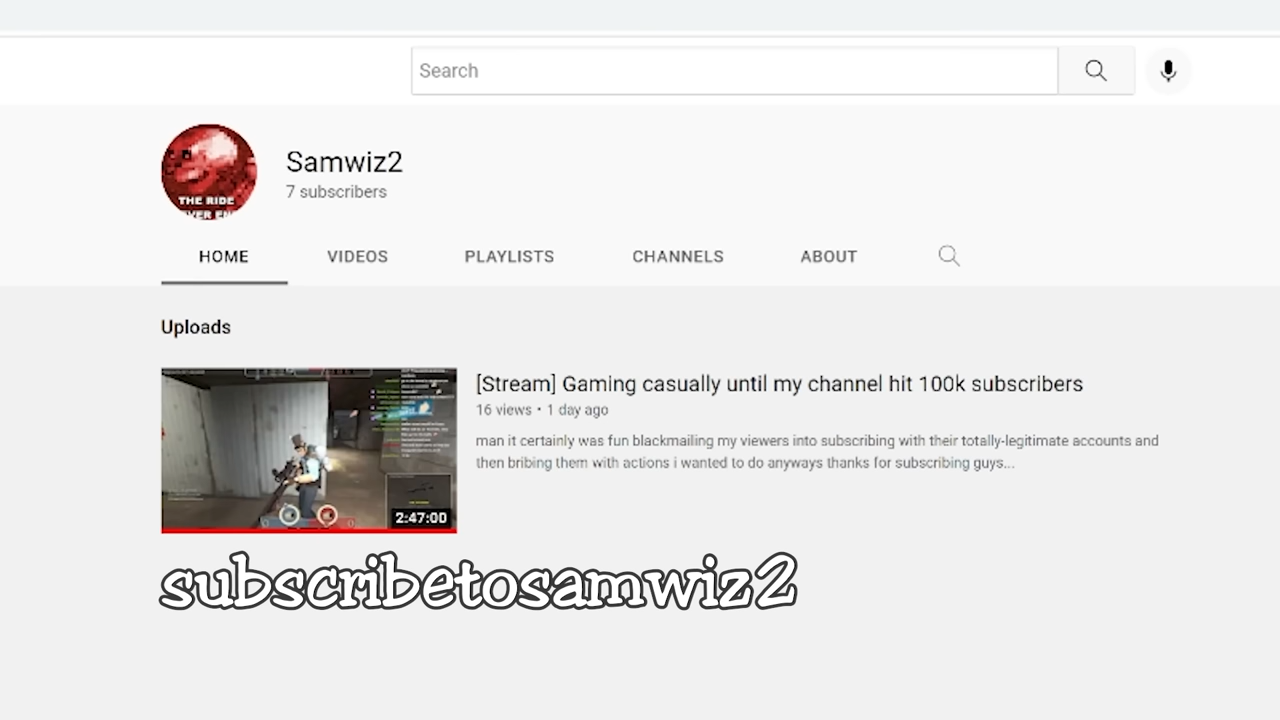 Search
THE RIDE
Samwiz2
7 subscribers
HOME VIDEOS PLAYLISTS CHANNELS ABOUT
Uploads
[Stream] Gaming casually until my channel hit 100k subscribers
16 views • 1 day ago
man it certainly was fun blackmailing my viewers into subscribing with their totally-legitimate accounts and
then bribing them with actions i wanted to do anyways thanks for subscribing guys...
2:47:00
subscribetosamwiz2